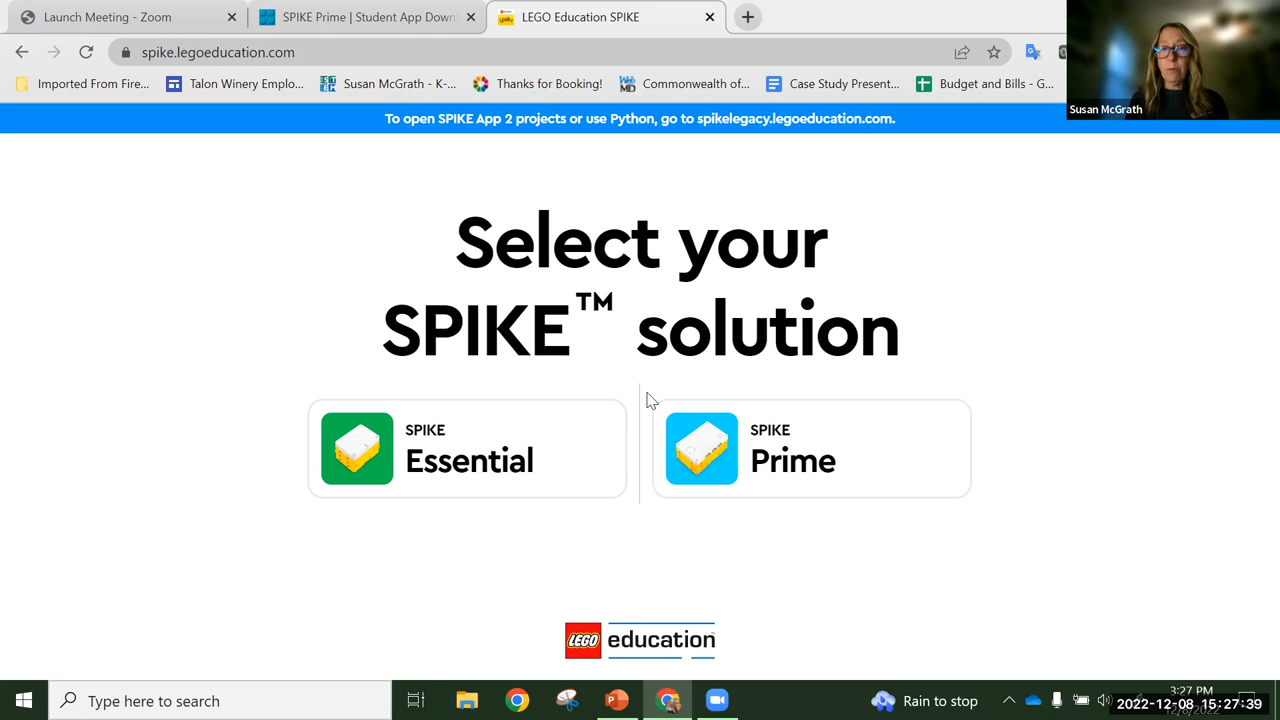 Launch Meeting - Zoom
SPIKE Prime | Student App Down
LEGO Education SPIKE
spike.legoeducation.com
Imported From Fire...
Talon Winery Emplo...
Susan McGrath - K-...
Thanks for Booking!
Commonwealth of...
Case Study Present...
Budget and Bills - G...
Susan McGrath
To open SPIKE App 2 projects or use Python, go to spikelegacy.legoeducation.com.
Select your
SPIKE™ solution
SPIKE
Essential
SPIKE
Prime
LEGO education
Type here to search
Rain to stop
3:27 PM
2022-12-08 15:27:39